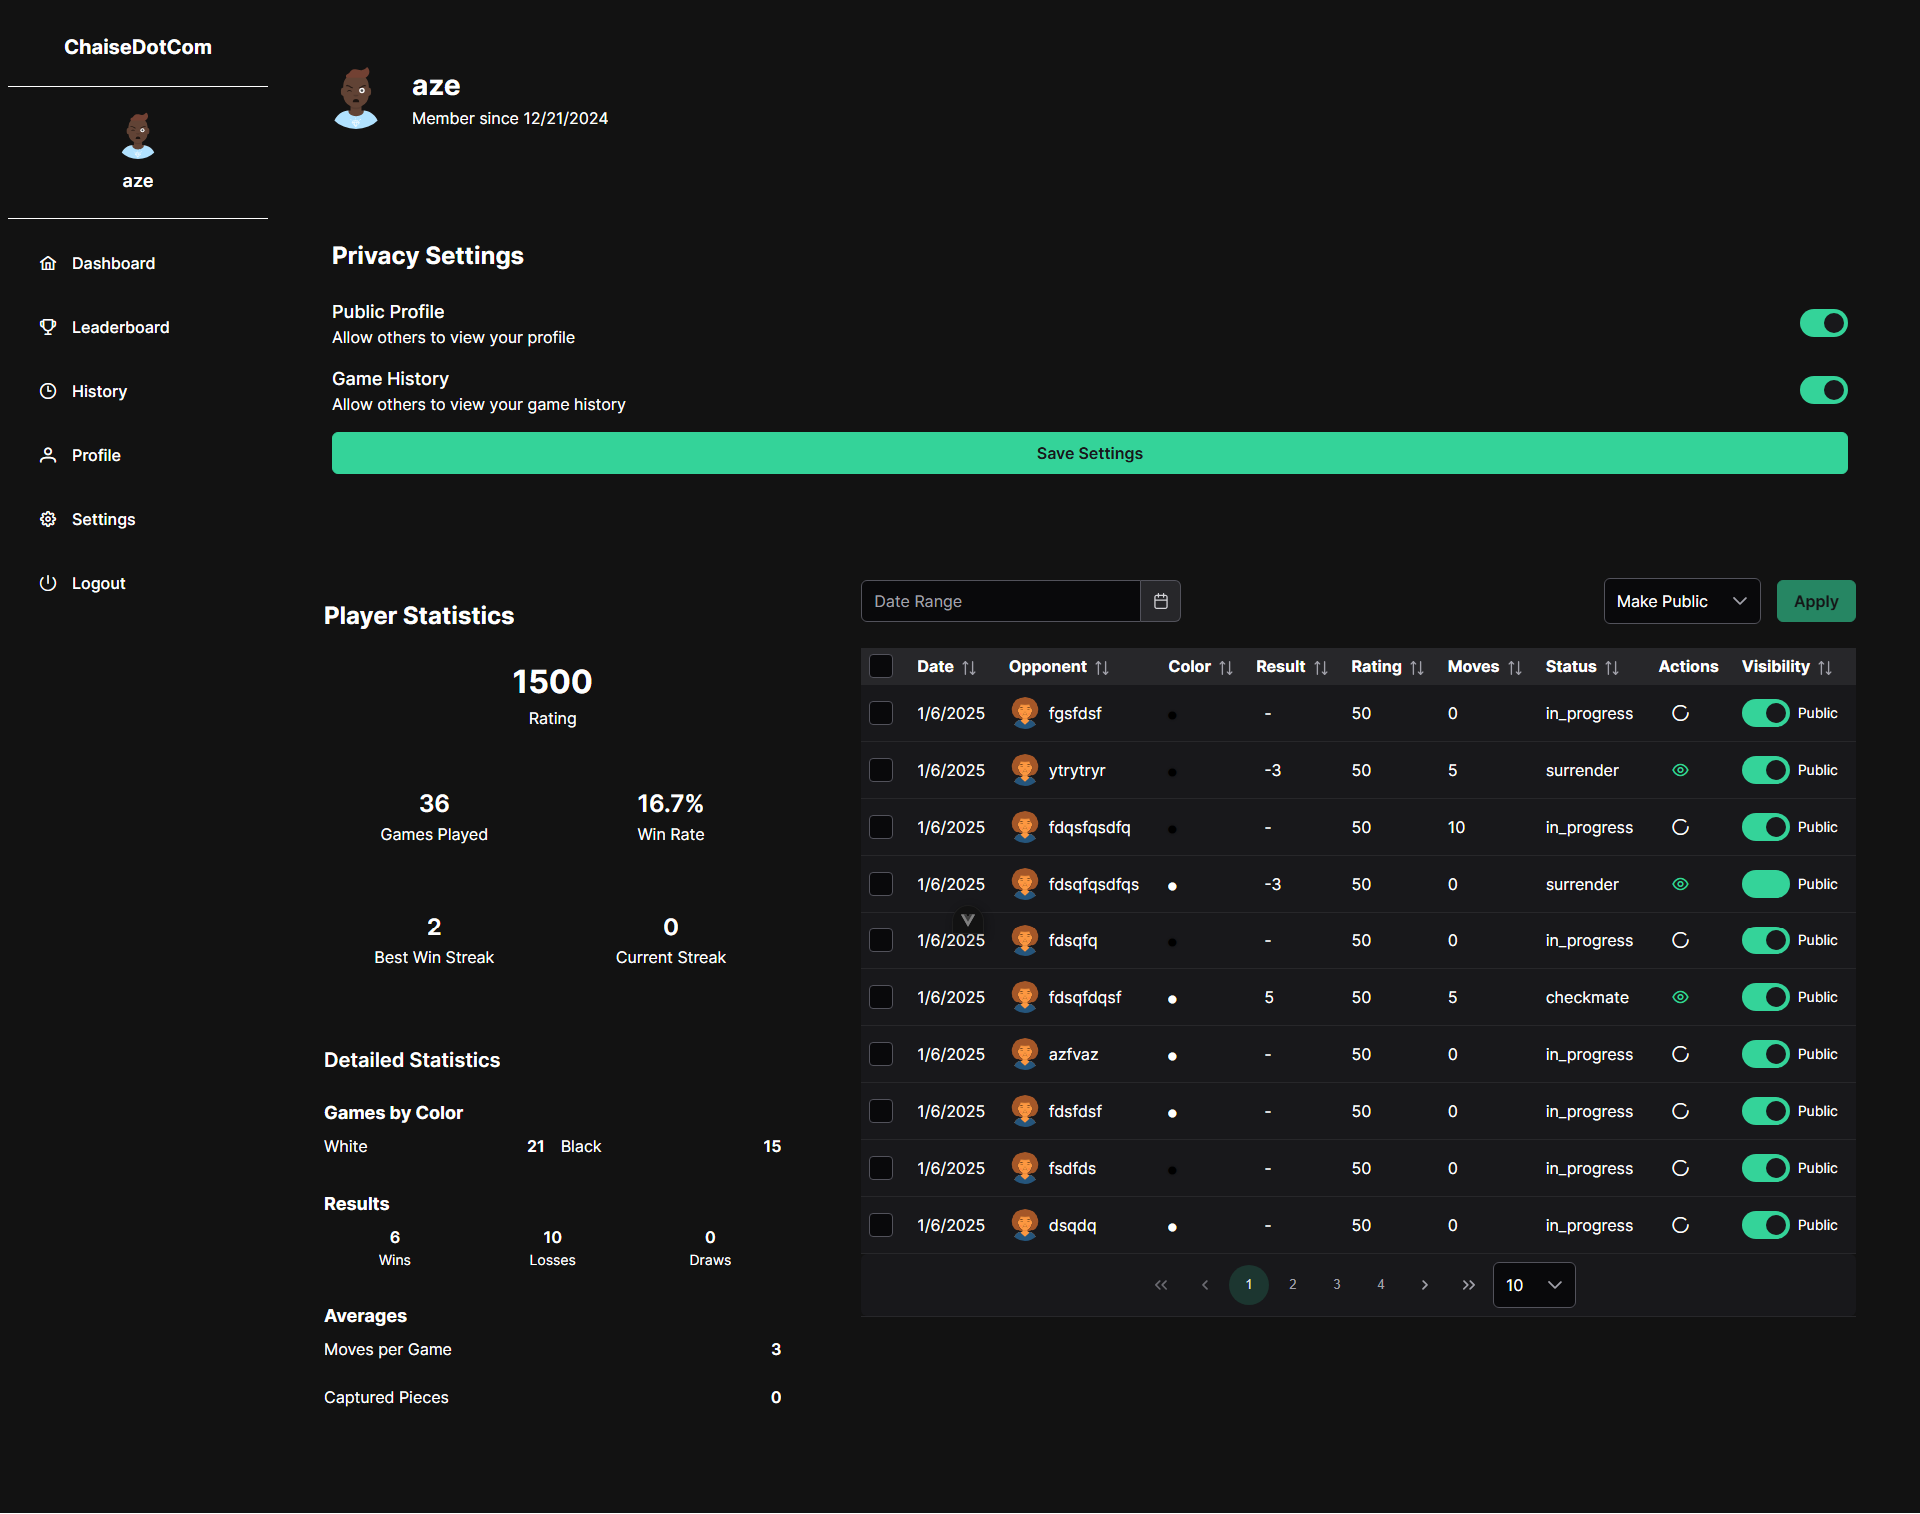 ChaiseDotCom
aze
Dashboard
Leaderboard
History
Profile
Settings
Logout
aze
Member since 12/21/2024
Privacy Settings
Public Profile
Allow others to view your profile
Game History
Allow others to view your game history
Save Settings
Player Statistics
1500
Rating
36 16.7%
Games Played Win Rate
2 0
Best Win Streak Current Streak
Detailed Statistics
Games by Color
White 21 Black 15
Results
6 10 0
Wins Losses Draws
Averages
Moves per Game 3
Captured Pieces 0
Date Range Make Public Apply
Date Opponent Color Result Rating Moves Status Actions Visibility
1/6/2025 fgsfdsf - 50 0 in_progress Public
1/6/2025 ytrytryr -3 50 5 surrender Public
1/6/2025 fdqsfqsdfq - 50 10 in_progress Public
1/6/2025 fdsqfqsdfqs -3 50 0 surrender Public
1/6/2025 fdsqfq - 50 0 in_progress Public
1/6/2025 fdsqfdqsf 5 50 5 checkmate Public
1/6/2025 azfvaz - 50 0 in_progress Public
1/6/2025 fdsfdsf - 50 0 in_progress Public
1/6/2025 fsdfds - 50 0 in_progress Public
1/6/2025 dsqdq - 50 0 in_progress Public
1 2 3 4 10